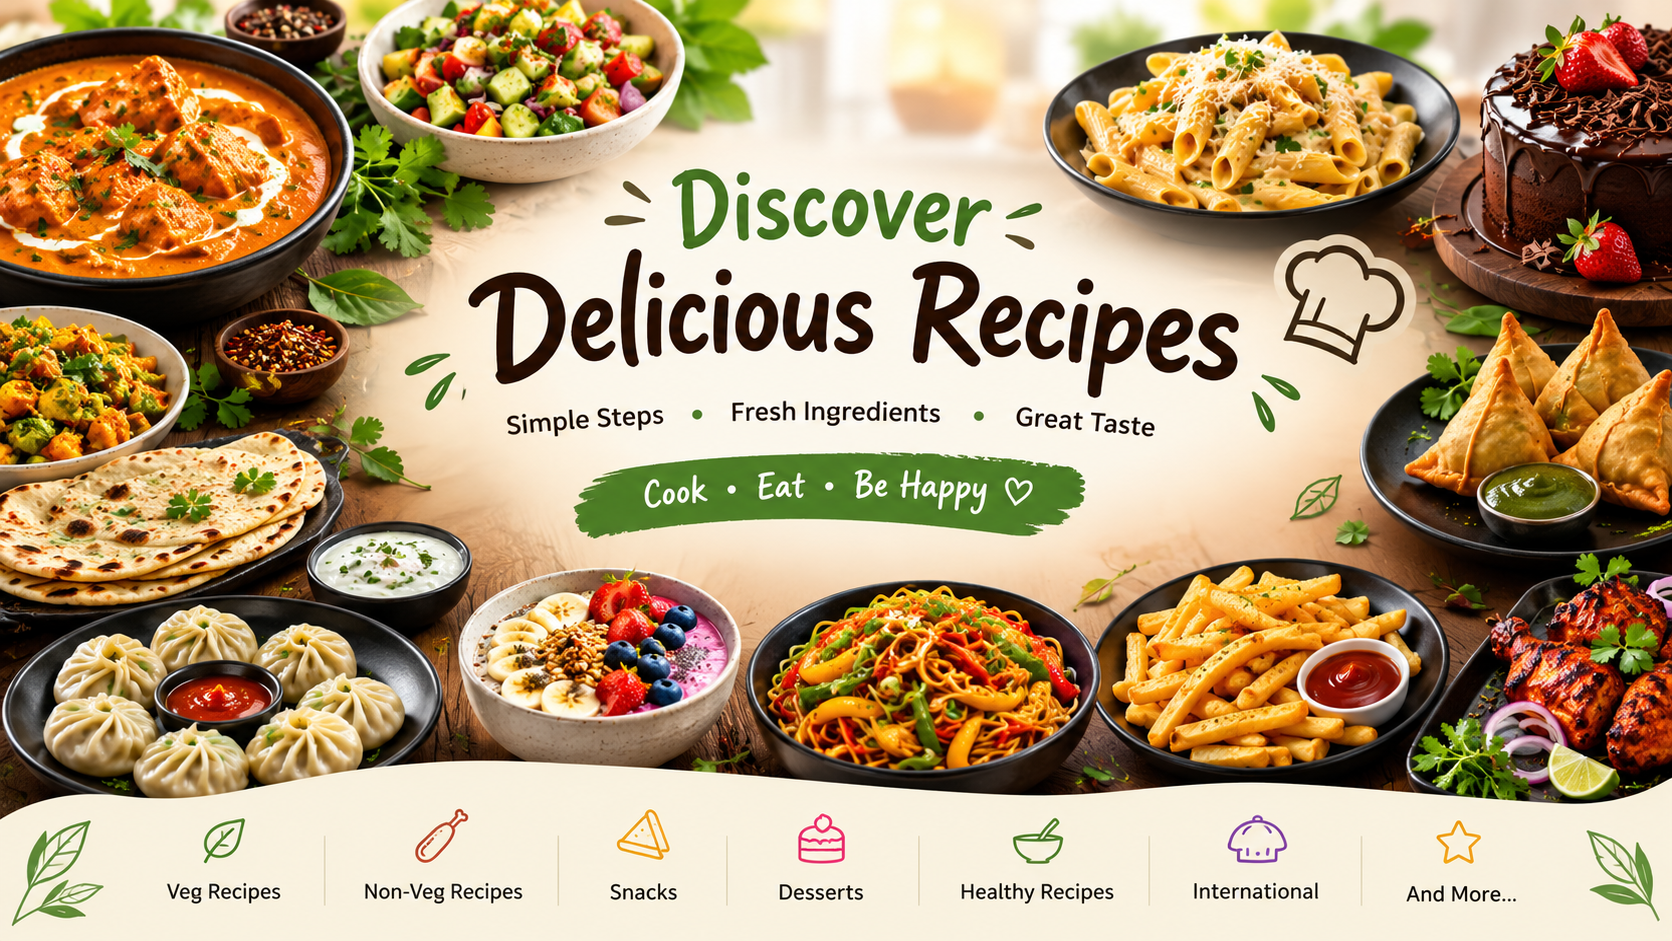 Discover
Delicious Recipes
Simple Steps • Fresh Ingredients • Great Taste
Cook • Eat • Be Happy ♡
Veg Recipes
Non-Veg Recipes
Snacks
Desserts
Healthy Recipes
International
And More...